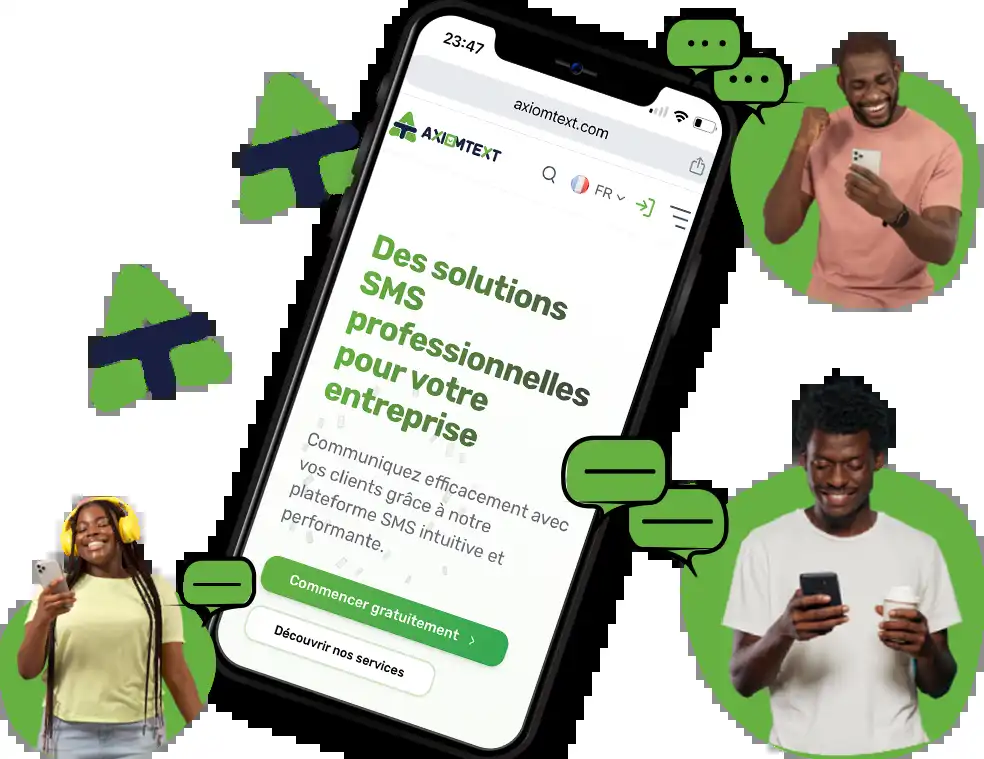 23:47
axiomtext.com
AXIOMTEXT
FR
Des solutions
SMS
professionnelles
pour votre
entreprise
Communiquez efficacement avec
vos clients grâce à notre
plateforme SMS intuitive et
performante.
Commencer gratuitement
Découvrir nos services